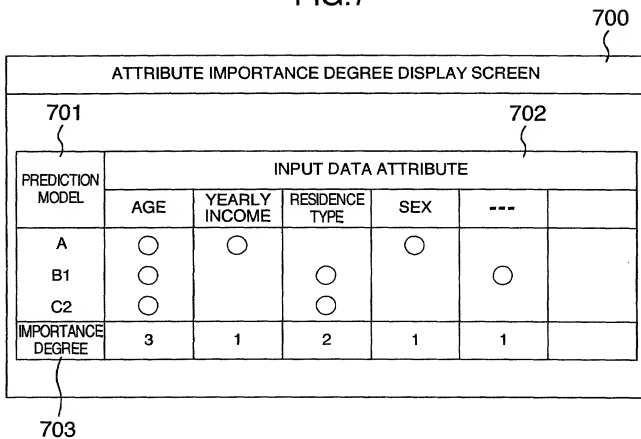 FIG.7
700
ATTRIBUTE IMPORTANCE DEGREE DISPLAY SCREEN
701
702
PREDICTION
MODEL
INPUT DATA ATTRIBUTE
AGE
YEARLY
INCOME
RESIDENCE
TYPE
SEX
---
A
B1
C2
IMPORTANCE
DEGREE
3
1
2
1
1
703